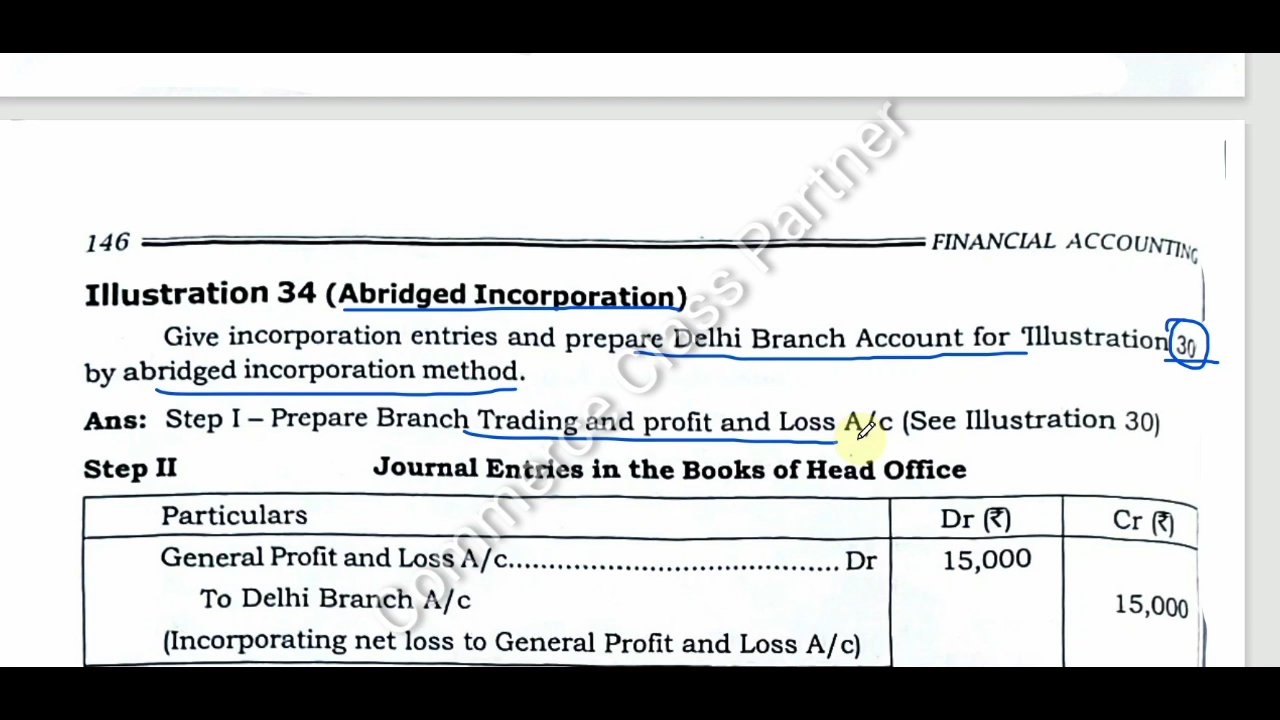 146 FINANCIAL ACCOUNTING
Illustration 34 (Abridged Incorporation)
Give incorporation entries and prepare Delhi Branch Account for Illustration 30
by abridged incorporation method.
Ans: Step I – Prepare Branch Trading and profit and Loss A/c (See Illustration 30)
Step II Journal Entries in the Books of Head Office
Particulars Dr (₹) Cr (₹)
General Profit and Loss A/c........................................ Dr 15,000
To Delhi Branch A/c 15,000
(Incorporating net loss to General Profit and Loss A/c)
Commerce Class Partner